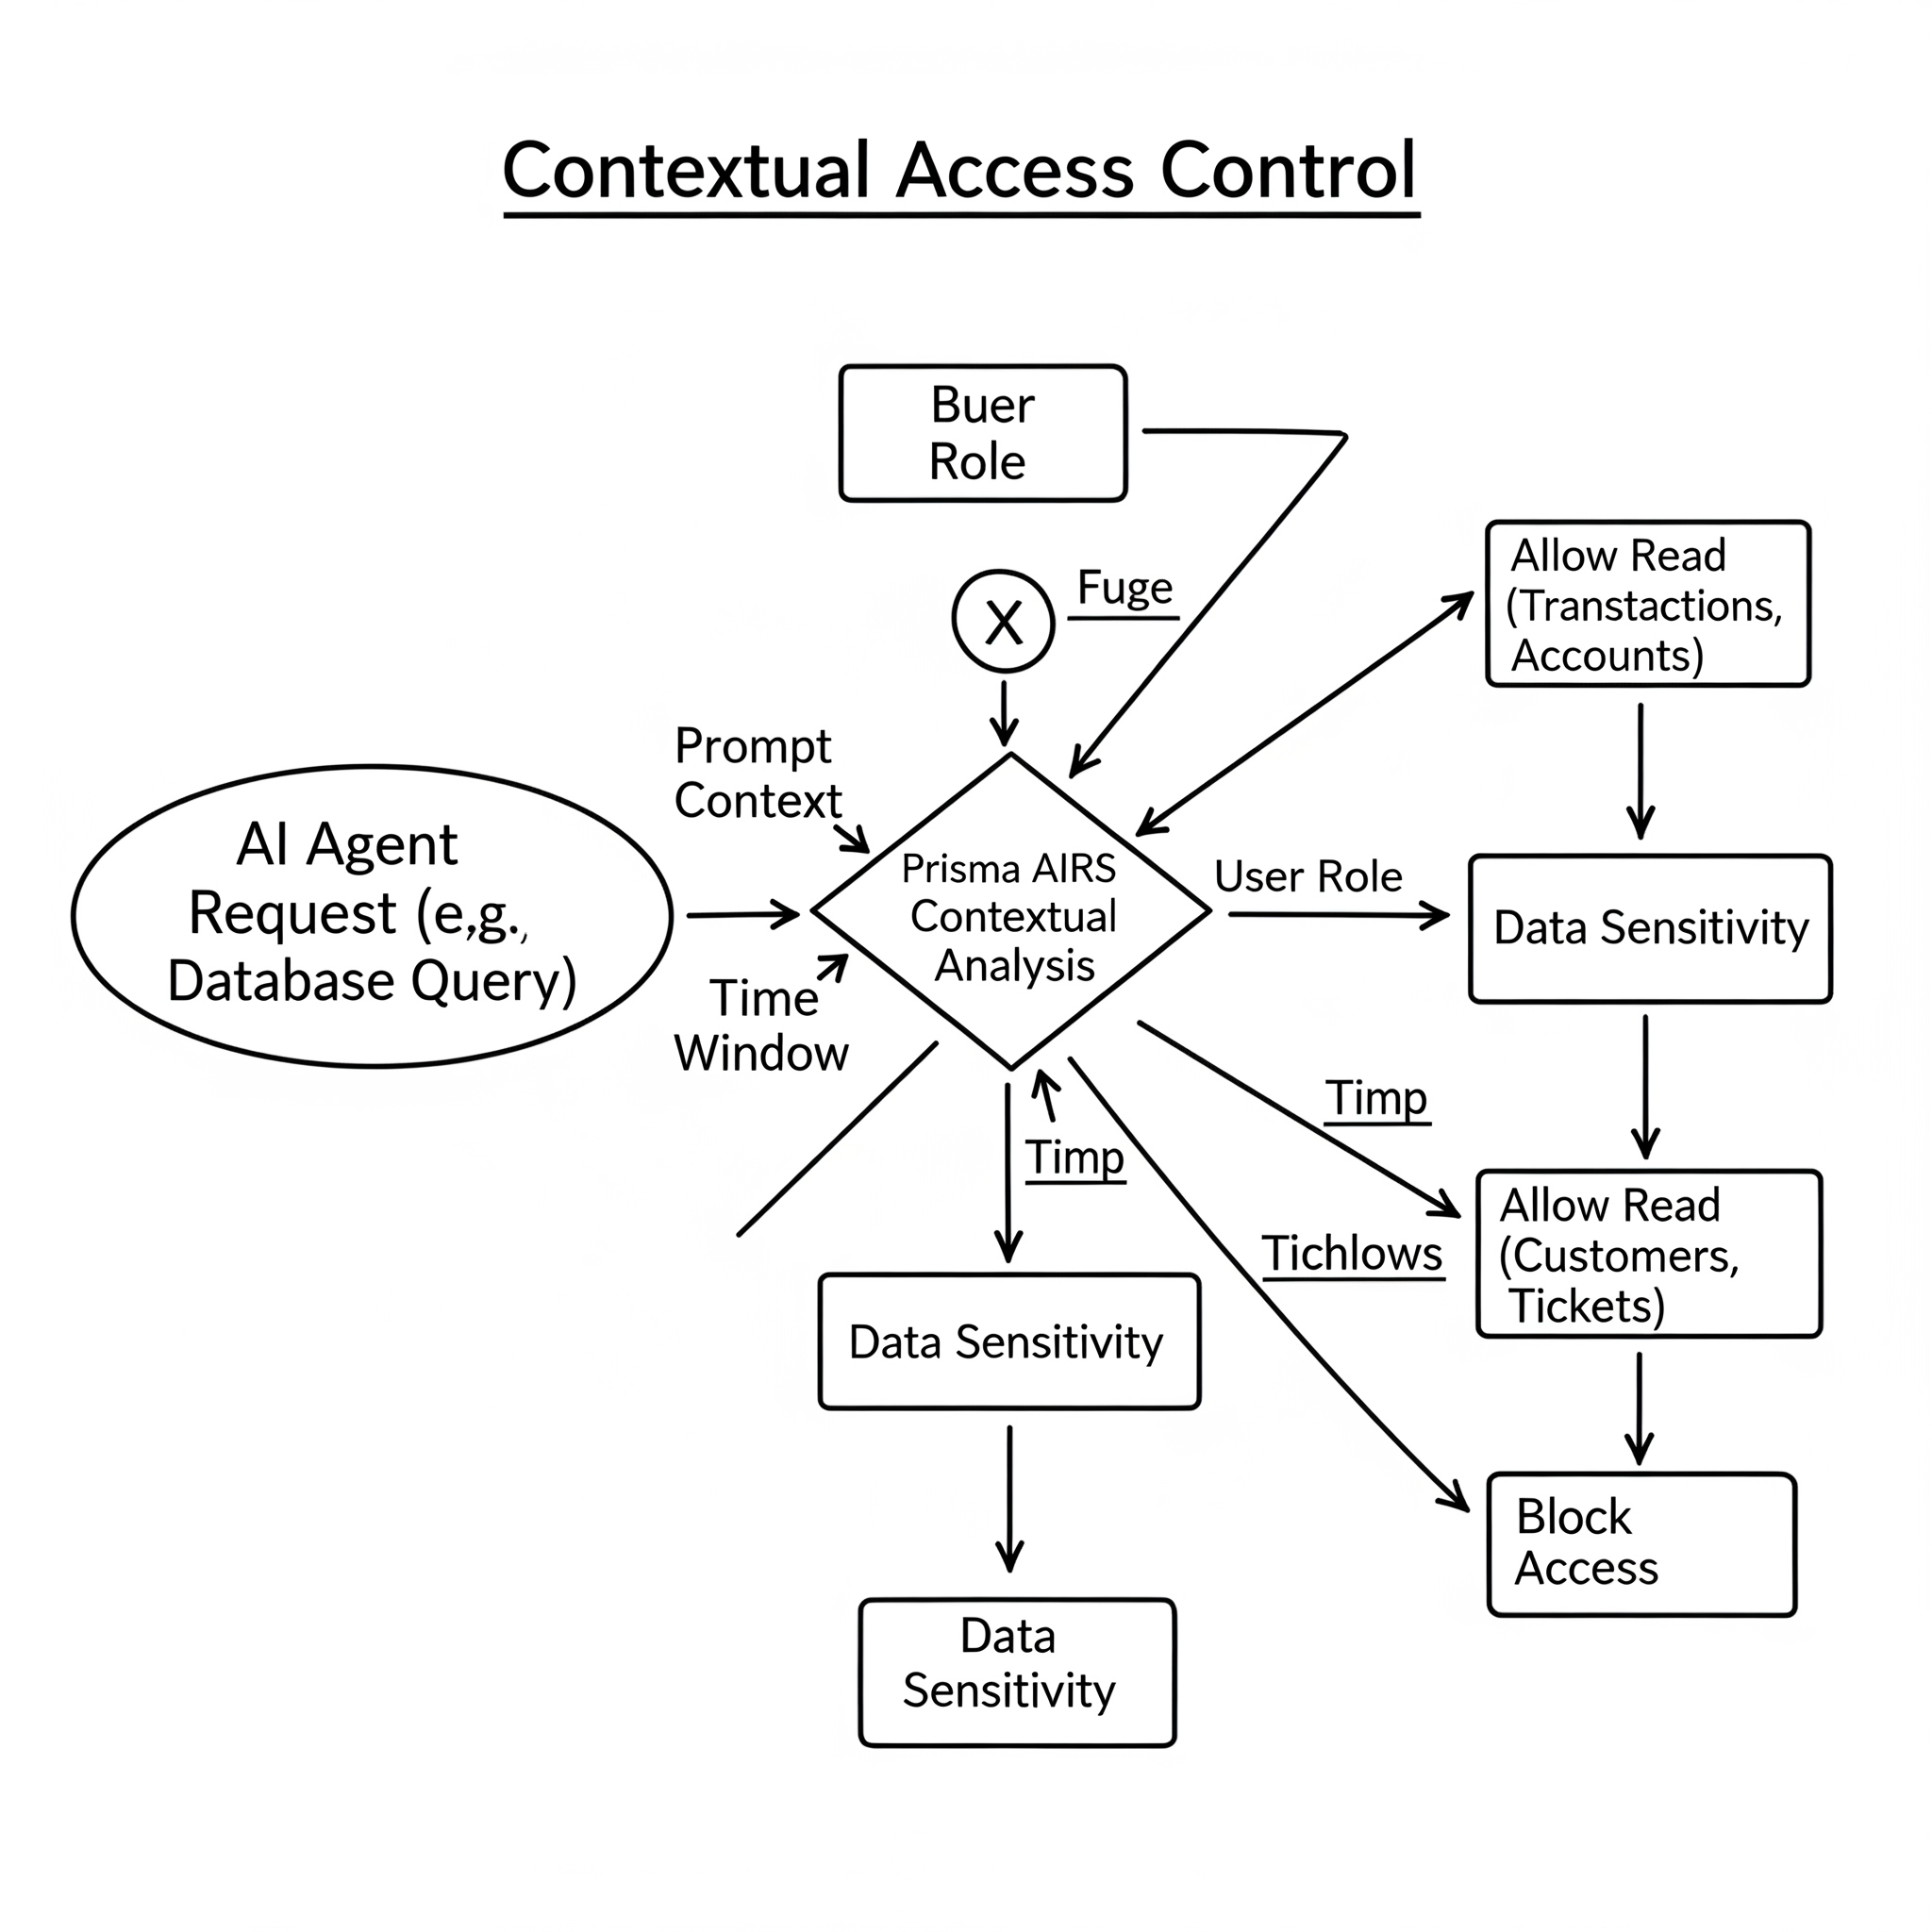 Contextual Access Control
Buer
Role
Fuge
X
Allow Read
(Transtactions,
Accounts)
Prompt
Context
AI Agent
Request (e,g.,
Database Query)
Prisma AIRS
Contextual
Analysis
User Role
Data Sensitivity
Time
Window
Timp
Timp
Allow Read
(Customers,
Tickets)
Tichlows
Data Sensitivity
Block
Access
Data
Sensitivity